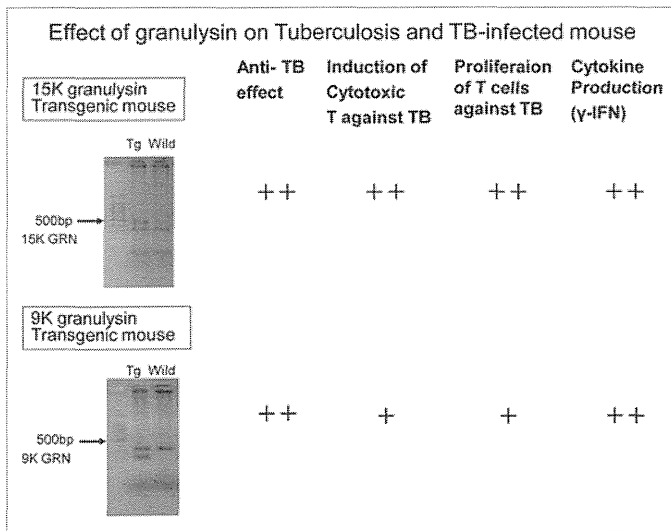 Effect of granulysin on Tuberculosis and TB-infected mouse
Anti- TB effect
Induction of Cytotoxic T against TB
Proliferaion of T cells against TB
Cytokine Production (γ-IFN)
15K granulysin
Transgenic mouse
Tg Wild
500bp
15K GRN
++ ++ ++ ++
9K granulysin
Transgenic mouse
Tg Wild
500bp
9K GRN
++ + + ++